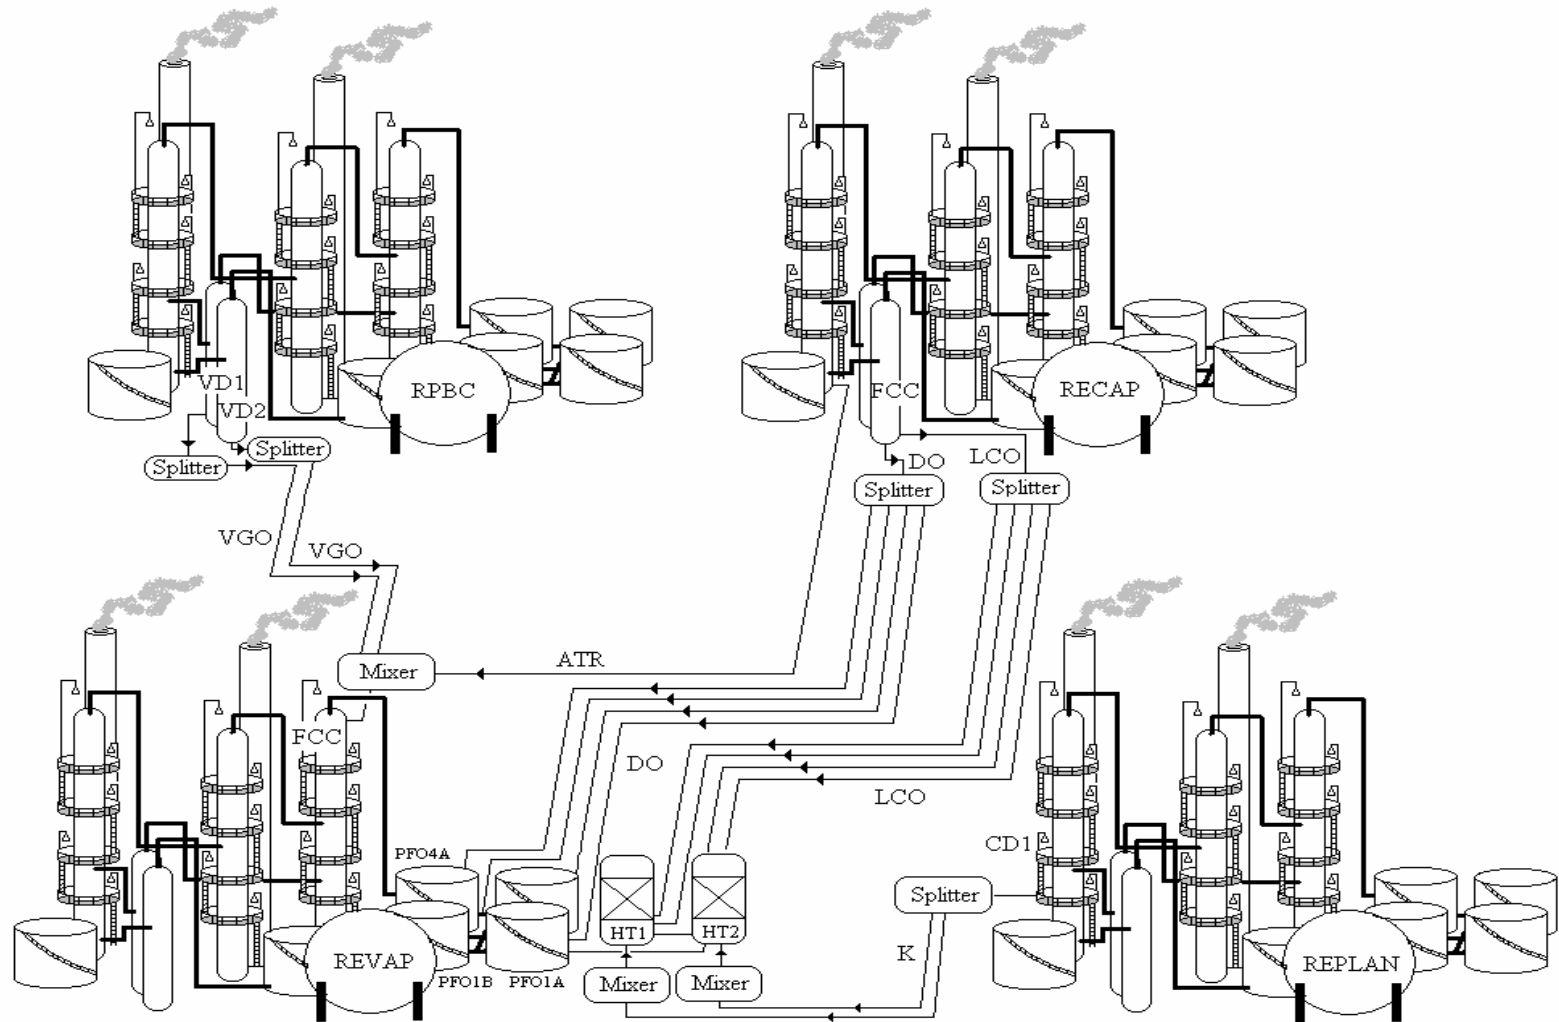 RPBC
RECAP
VD1
FCC
VD2
Splitter
Splitter
DO
LCO
Splitter
Splitter
VGO
VGO
Mixer
ATR
FCC
DO
LCO
CD1
PFO4A
Splitter
HT1
HT2
REVAP
REPLAN
K
PFO1B
PFO1A
Mixer
Mixer